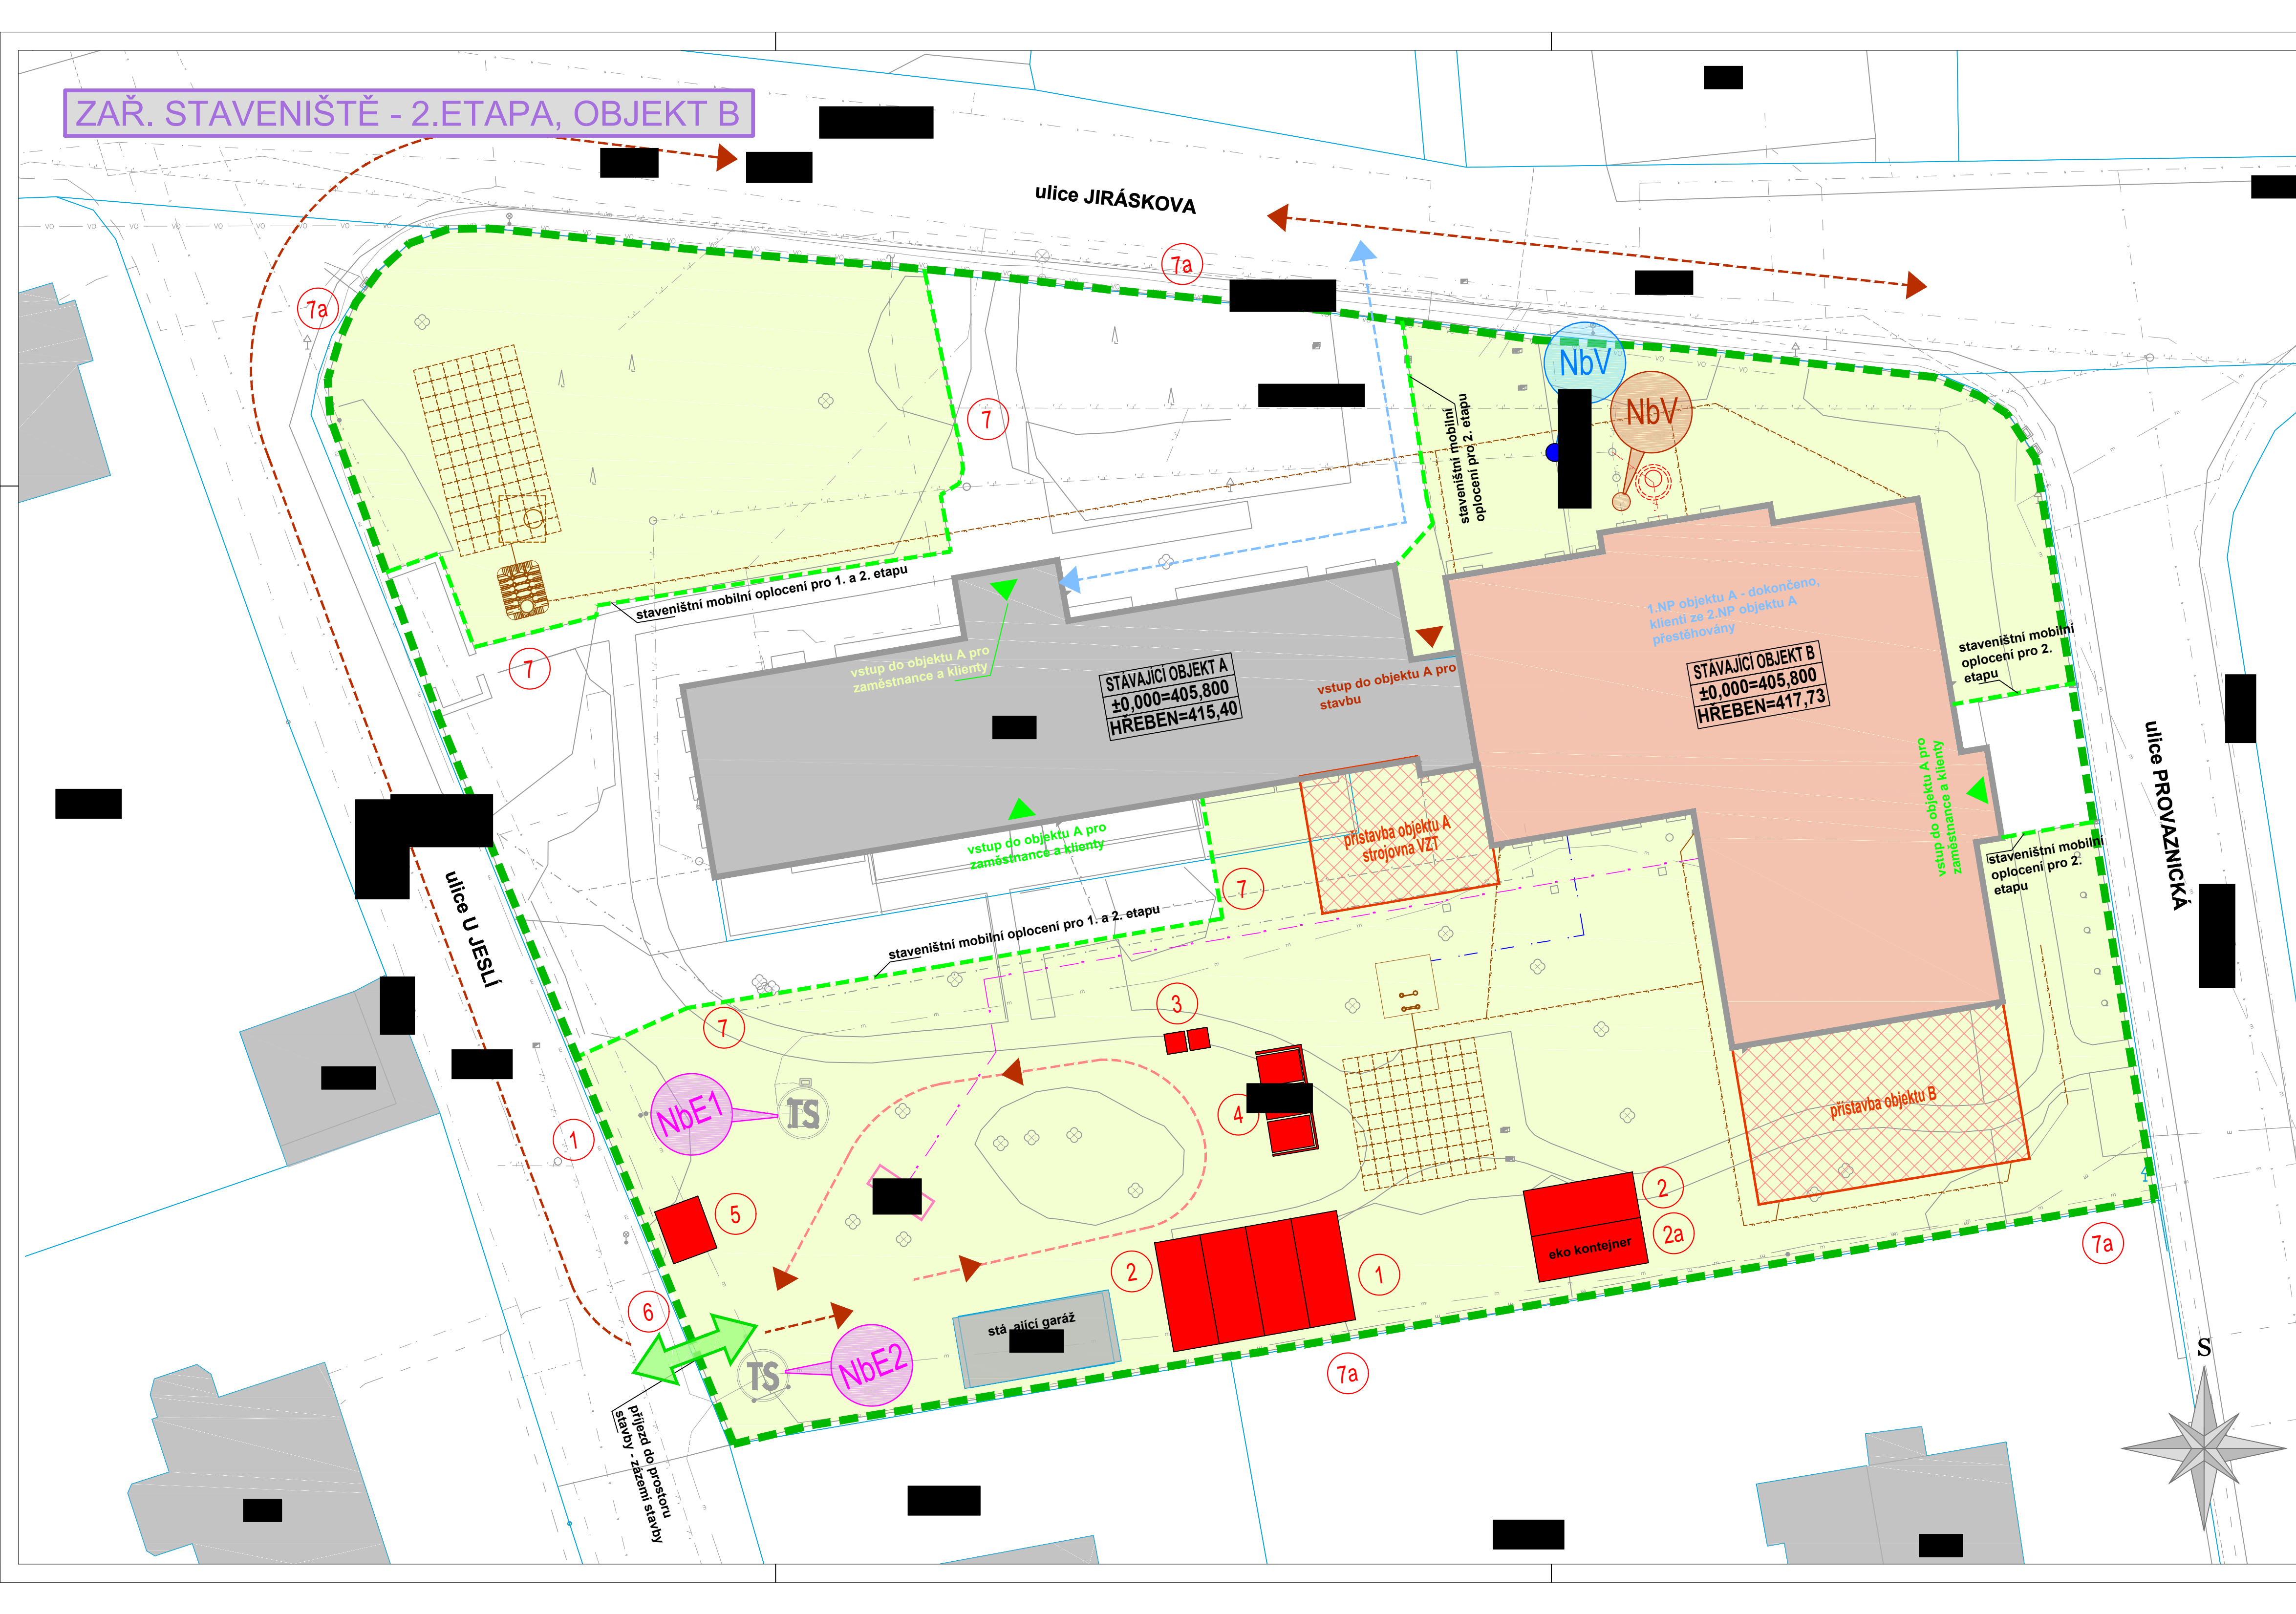 ZAŘ. STAVENIŠTĚ - 2.ETAPA, OBJEKT B
ulice JIRÁSKOVA
7a
7a
NbV
NbV
7
staveništní mobilní
oplocení pro 2. etapu
staveništní mobilní oplocení pro 1. a 2. etapu
7
vstup do objektu A pro
zaměstnance a klienty
STÁVAJÍCÍ OBJEKT A
±0,000=405,800
HŘEBEN=415,40
vstup do objektu A pro
stavbu
1.NP objektu A - dokončeno,
klienti ze 2.NP objektu A
přestěhovány
STÁVAJÍCÍ OBJEKT B
±0,000=405,800
HŘEBEN=417,73
staveništní mobilní
oplocení pro 2.
etapu
vstup do objektu A pro
zaměstnance a klienty
ulice PROVAZNICKÁ
vstup do objektu A pro
zaměstnance a klienty
přístavba objektu A
strojovna VZT
staveništní mobilní
oplocení pro 2.
etapu
7
ulice U JESLÍ
staveništní mobilní oplocení pro 1. a 2. etapu
7
3
NbE1
TS
4
přístavba objektu B
1
5
2
2a
eko kontejner
7a
2
1
6
stá ající garáž
TS
NbE2
7a
příjezd do prostoru
stavby - zázemí stavby
S